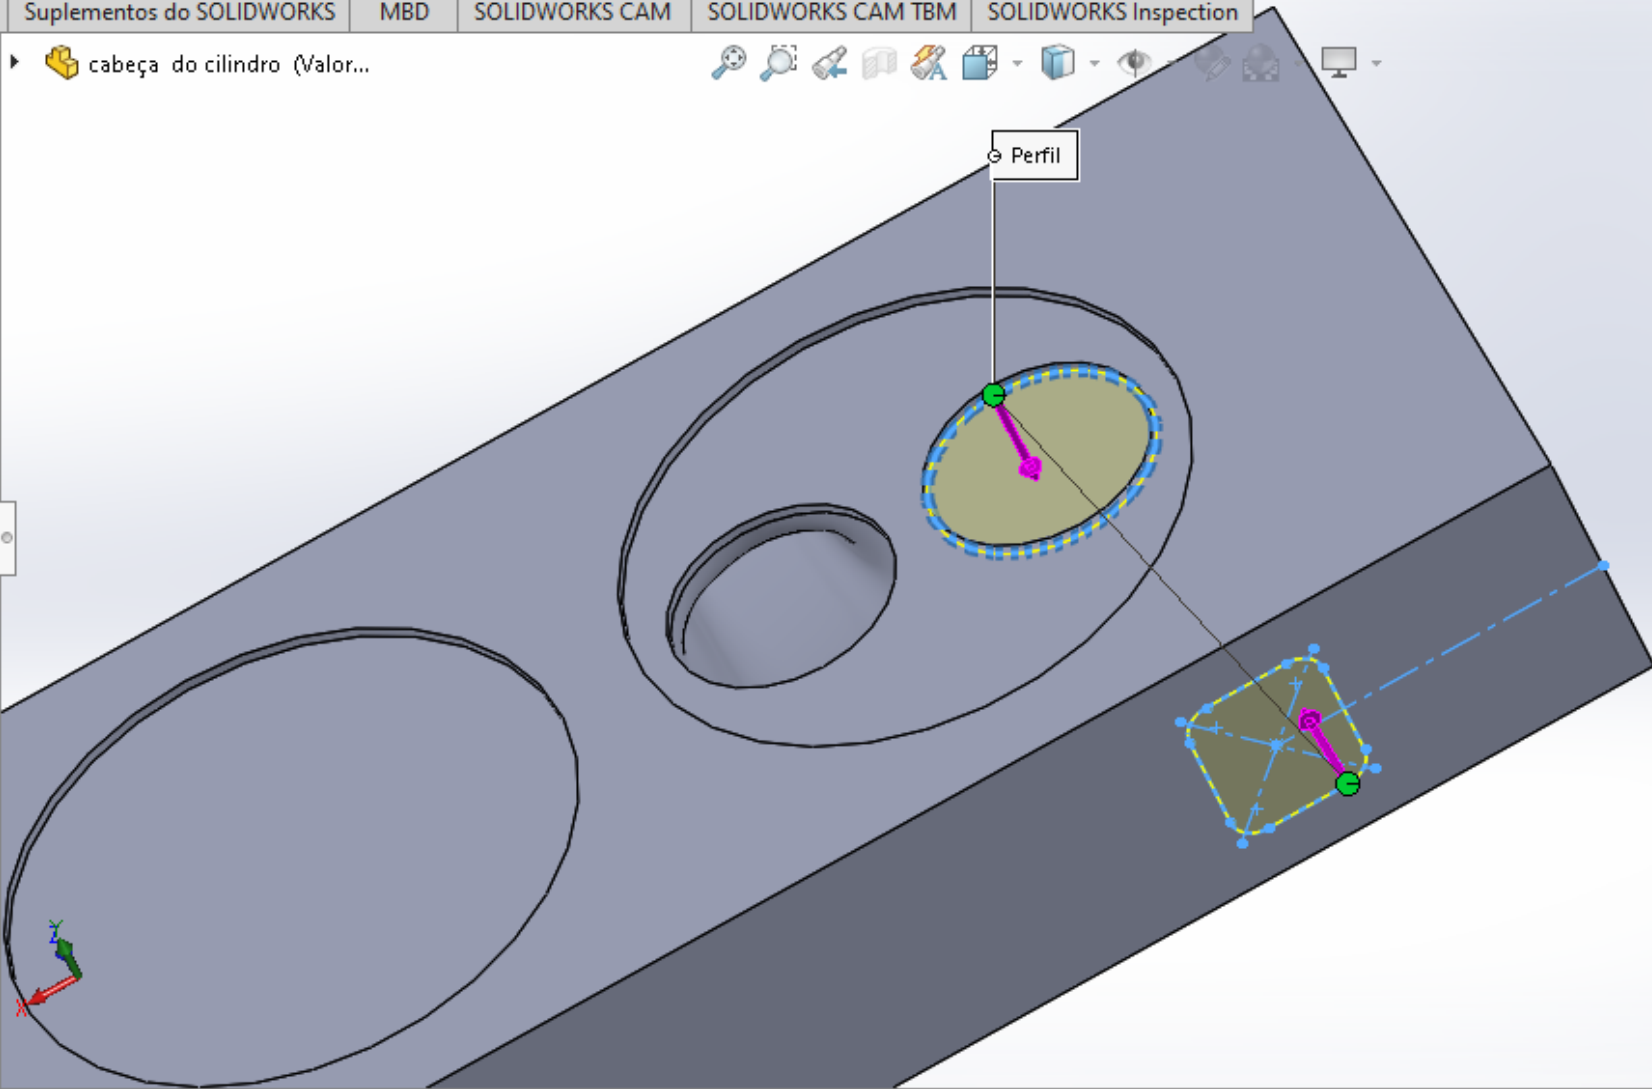 Suplementos do SOLIDWORKS MBD SOLIDWORKS CAM SOLIDWORKS CAM TBM SOLIDWORKS Inspection
cabeça do cilindro (Valor...
Perfil
Y
Z
X